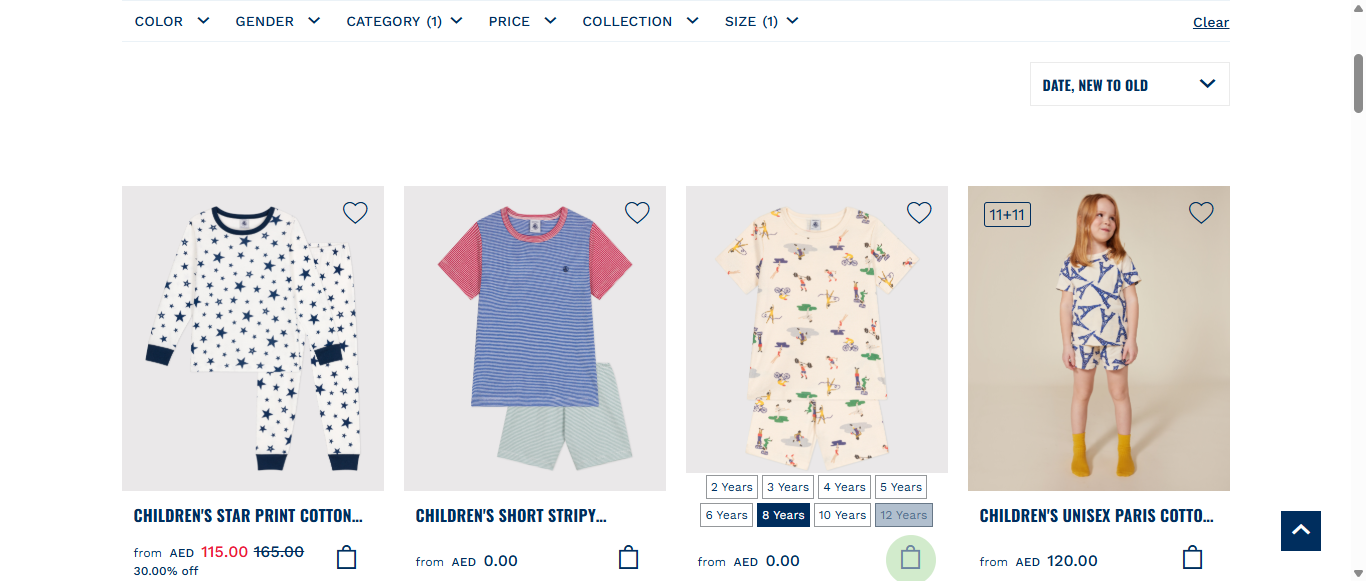 COLOR GENDER CATEGORY (1) PRICE COLLECTION SIZE (1) Clear
DATE, NEW TO OLD
11+11
2 Years 3 Years 4 Years 5 Years
6 Years 8 Years 10 Years 12 Years
CHILDREN'S STAR PRINT COTTON...
from AED 115.00 165.00
30.00% off
CHILDREN'S SHORT STRIPY...
from AED 0.00
from AED 0.00
CHILDREN'S UNISEX PARIS COTTO...
from AED 120.00